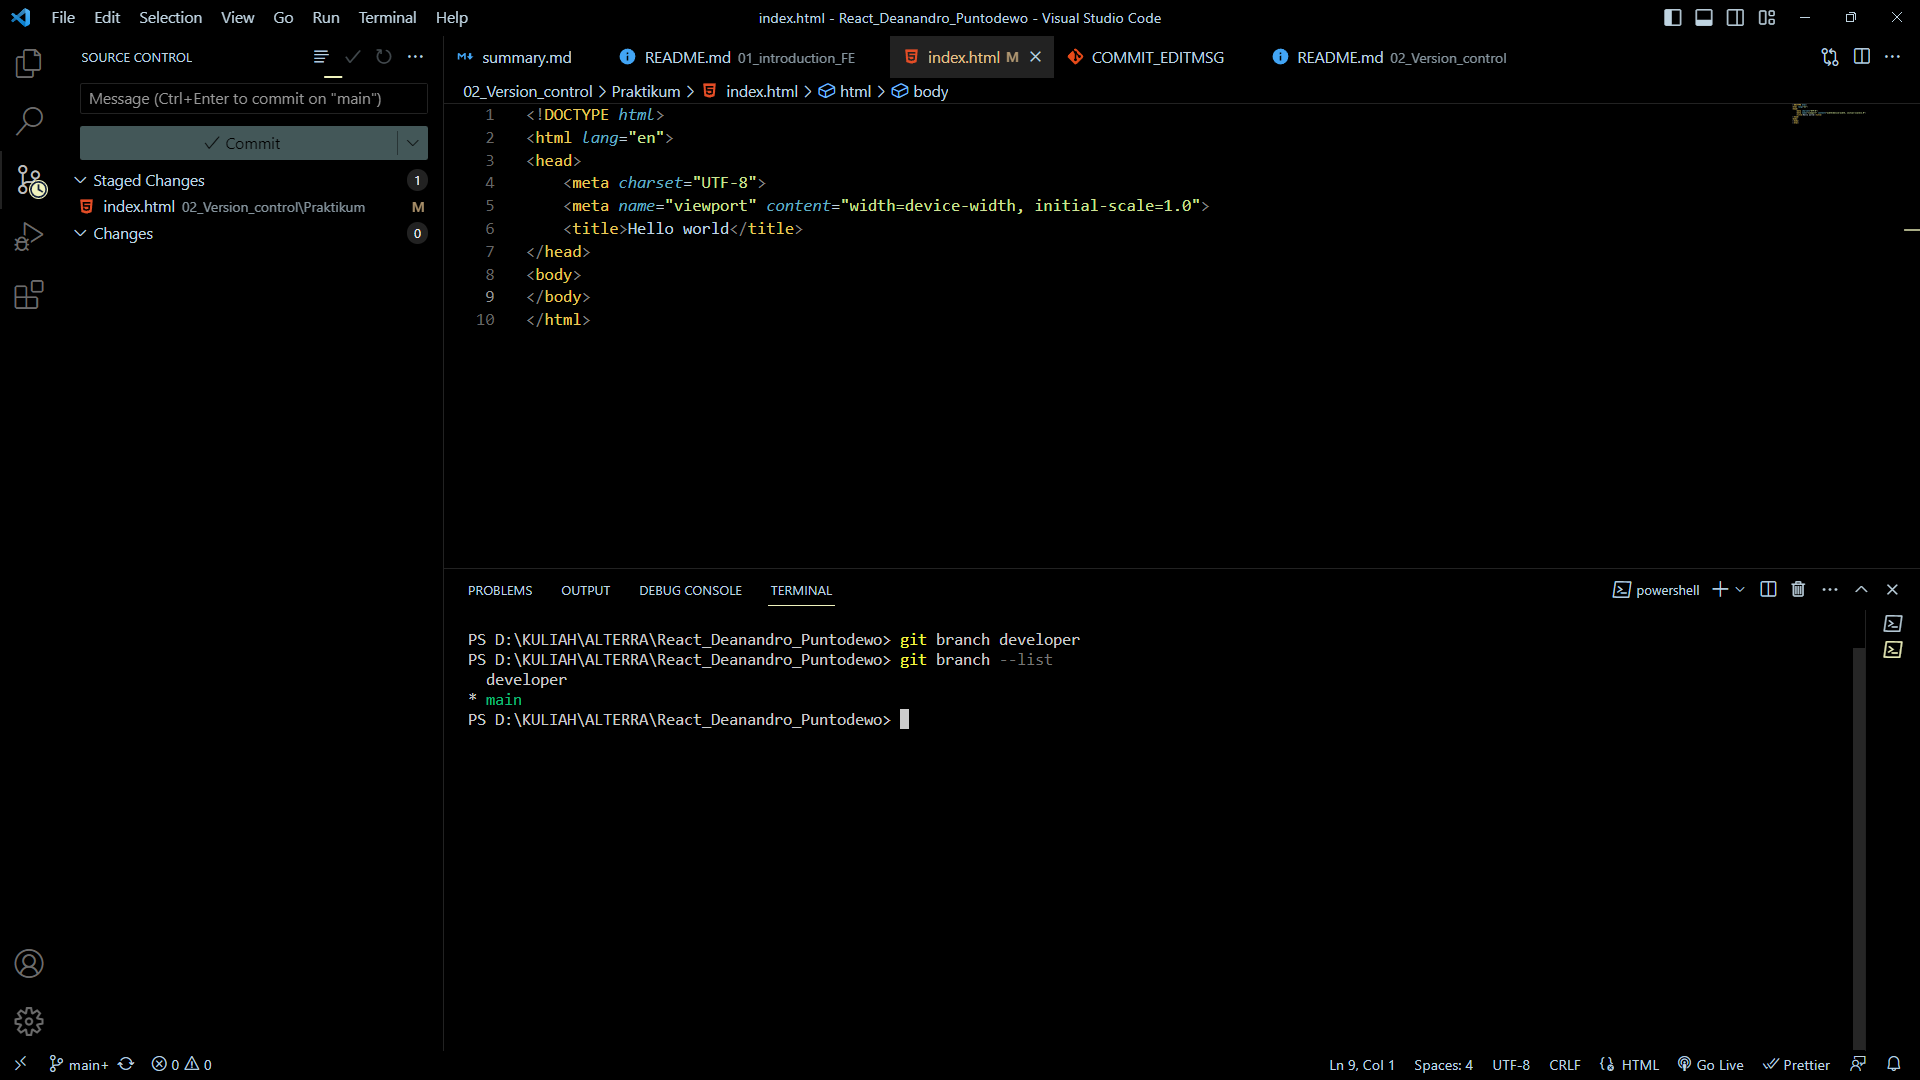 File Edit Selection View Go Run Terminal Help
index.html - React_Deanandro_Puntodewo - Visual Studio Code
SOURCE CONTROL
Message (Ctrl+Enter to commit on "main")
Commit
Staged Changes 1
index.html 02_Version_control\Praktikum M
Changes 0
summary.md README.md 01_introduction_FE index.html M COMMIT_EDITMSG README.md 02_Version_control
02_Version_control > Praktikum > index.html > html > body
1 <!DOCTYPE html>
2 <html lang="en">
3 <head>
4     <meta charset="UTF-8">
5     <meta name="viewport" content="width=device-width, initial-scale=1.0">
6     <title>Hello world</title>
7 </head>
8 <body>
9 </body>
10 </html>
PROBLEMS OUTPUT DEBUG CONSOLE TERMINAL
powershell
PS D:\KULIAH\ALTERRA\React_Deanandro_Puntodewo> git branch developer
PS D:\KULIAH\ALTERRA\React_Deanandro_Puntodewo> git branch --list
  developer
* main
PS D:\KULIAH\ALTERRA\React_Deanandro_Puntodewo>
main+ 0 0
Ln 9, Col 1 Spaces: 4 UTF-8 CRLF HTML Go Live Prettier